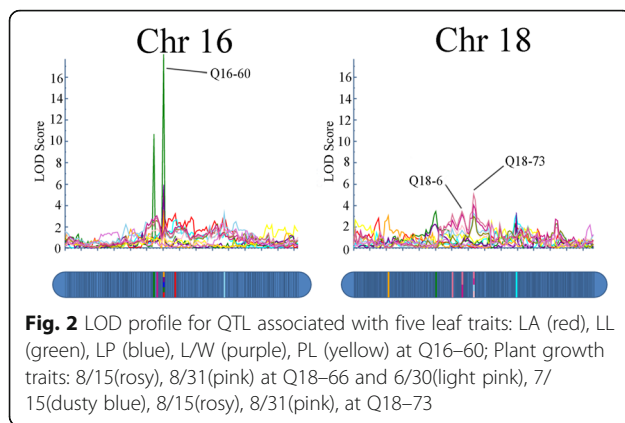 Chr 16
Chr 18
16
14
12
10
8
6
4
2
0
LOD Score
Q16-60
16
14
12
10
8
6
4
2
0
LOD Score
Q18-6
Q18-73
Fig. 2 LOD profile for QTL associated with five leaf traits: LA (red), LL
(green), LP (blue), L/W (purple), PL (yellow) at Q16–60; Plant growth
traits: 8/15(rosy), 8/31(pink) at Q18–66 and 6/30(light pink), 7/
15(dusty blue), 8/15(rosy), 8/31(pink), at Q18–73